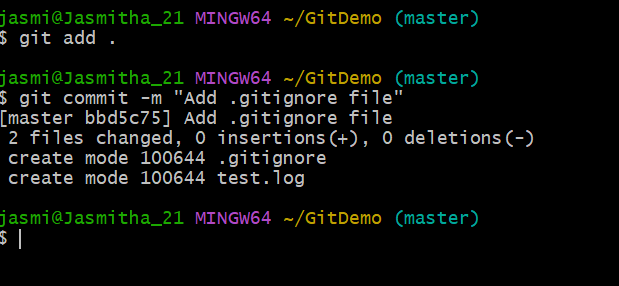 jasmi@Jasmitha_21 MINGW64 ~/GitDemo (master)
$ git add .
jasmi@Jasmitha_21 MINGW64 ~/GitDemo (master)
$ git commit -m "Add .gitignore file"
[master bbd5c75] Add .gitignore file
 2 files changed, 0 insertions(+), 0 deletions(-)
 create mode 100644 .gitignore
 create mode 100644 test.log
jasmi@Jasmitha_21 MINGW64 ~/GitDemo (master)
$